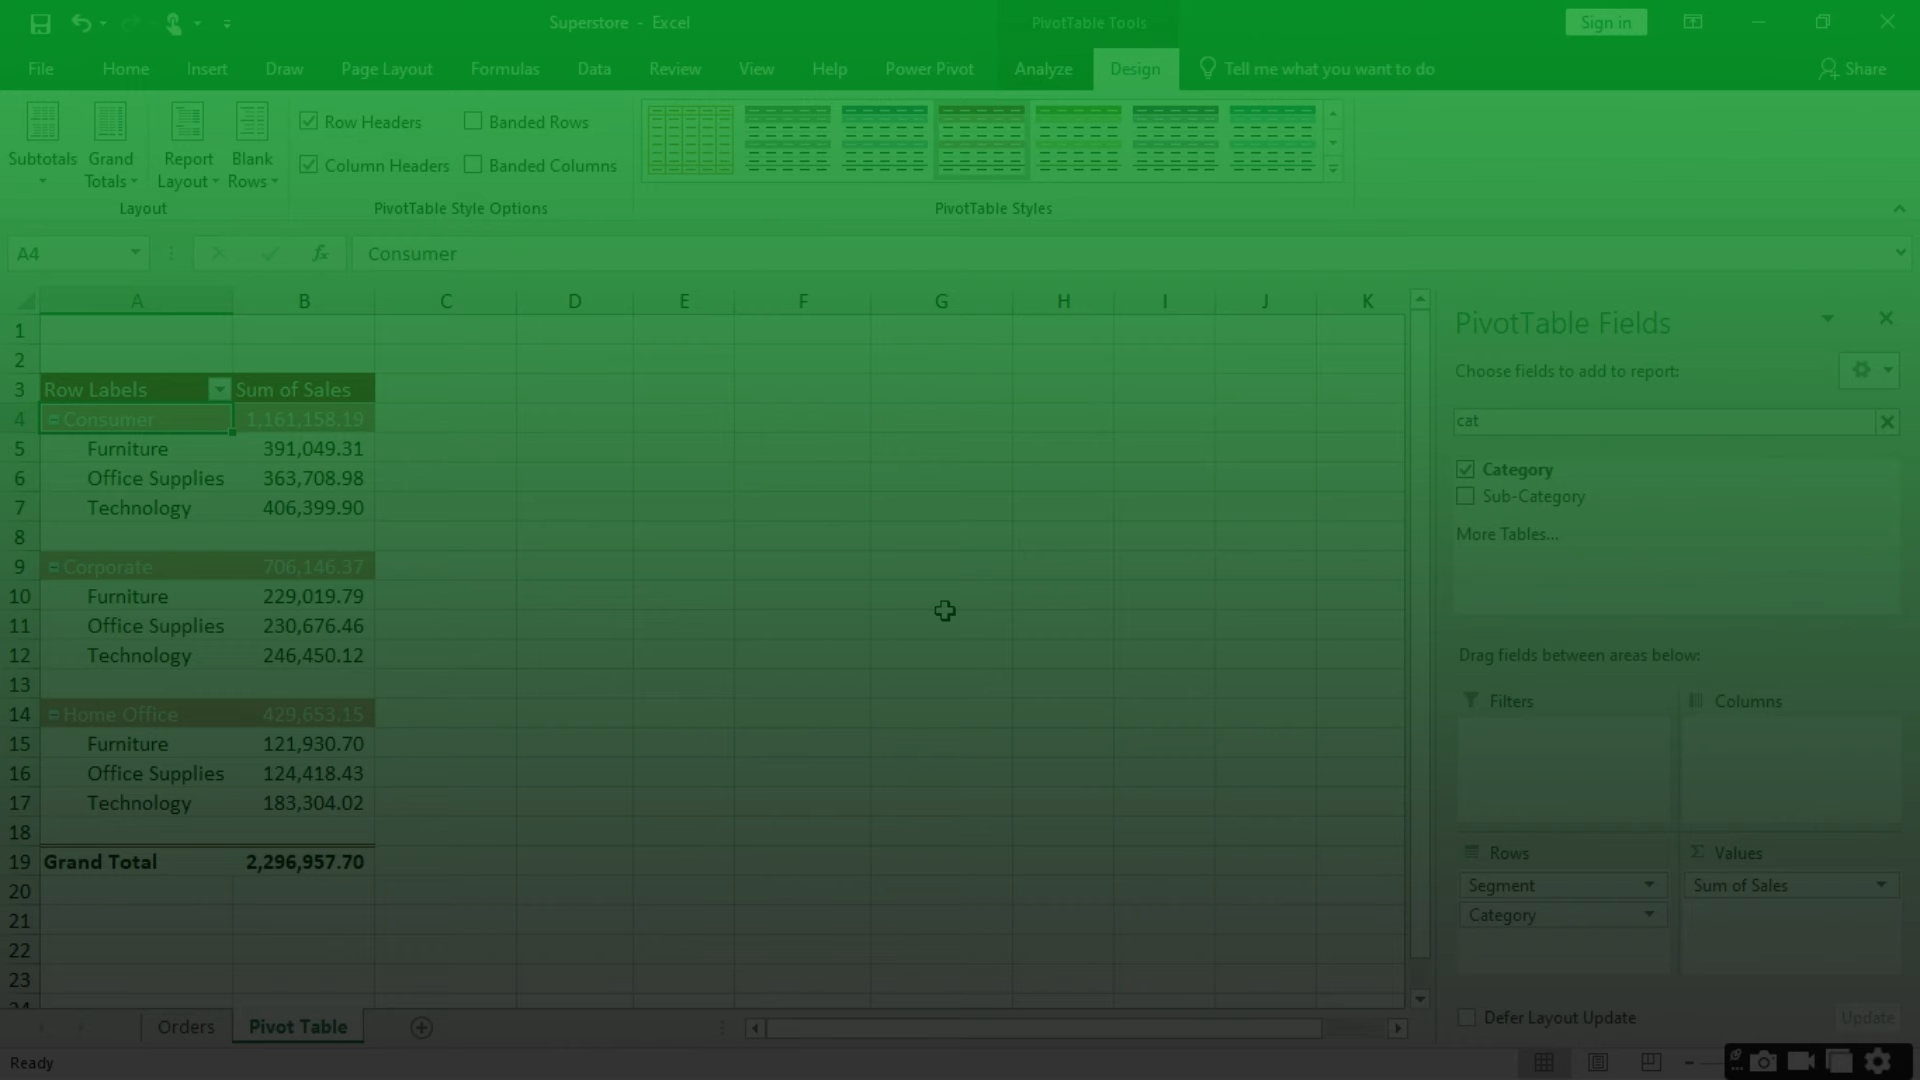 Superstore - Excel
PivotTable Tools
Sign in
File Home Insert Draw Page Layout Formulas Data Review View Help Power Pivot Analyze Design Tell me what you want to do Share
Row Headers Banded Rows
Subtotals Grand Totals Report Layout Blank Rows
Column Headers Banded Columns
Layout PivotTable Style Options PivotTable Styles
A4 fx Consumer
A B C D E F G H I J K
PivotTable Fields
Choose fields to add to report:
cat
Category
Sub-Category
More Tables...
Drag fields between areas below:
Filters Columns
Rows Values
Segment Sum of Sales
Category
Defer Layout Update Update
1
2
3 Row Labels Sum of Sales
4 Consumer 1,161,158.19
5 Furniture 391,049.31
6 Office Supplies 363,708.98
7 Technology 406,399.90
8
9 Corporate 706,146.37
10 Furniture 229,019.79
11 Office Supplies 230,676.46
12 Technology 246,450.12
13
14 Home Office 429,653.15
15 Furniture 121,930.70
16 Office Supplies 124,418.43
17 Technology 183,304.02
18
19 Grand Total 2,296,957.70
20
21
22
23
Orders Pivot Table
Ready